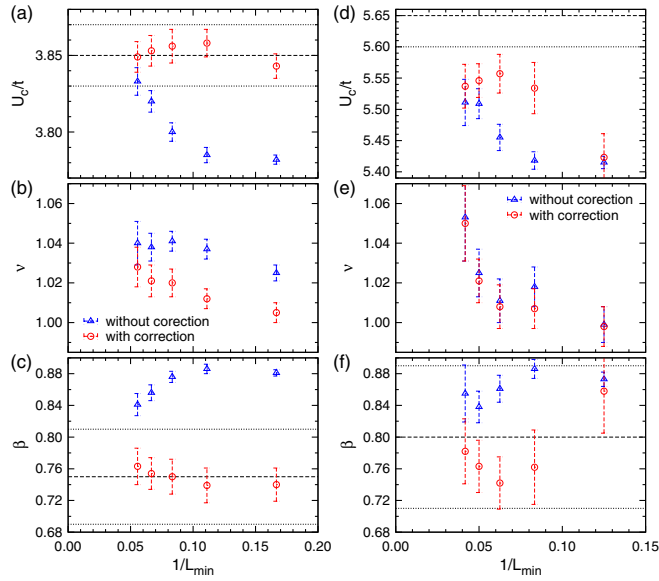 (a)
U_c/t
3.85
3.80
(b)
ν
1.06
1.04
1.02
1.00
without corection
with correction
(c)
β
0.88
0.84
0.80
0.76
0.72
0.68
0.00 0.05 0.10 0.15 0.20
1/L_min
(d)
U_c/t
5.65
5.60
5.55
5.50
5.45
5.40
(e)
ν
1.06
1.04
1.02
1.00
without corection
with correction
(f)
β
0.88
0.84
0.80
0.76
0.72
0.68
0.00 0.05 0.10 0.15
1/L_min